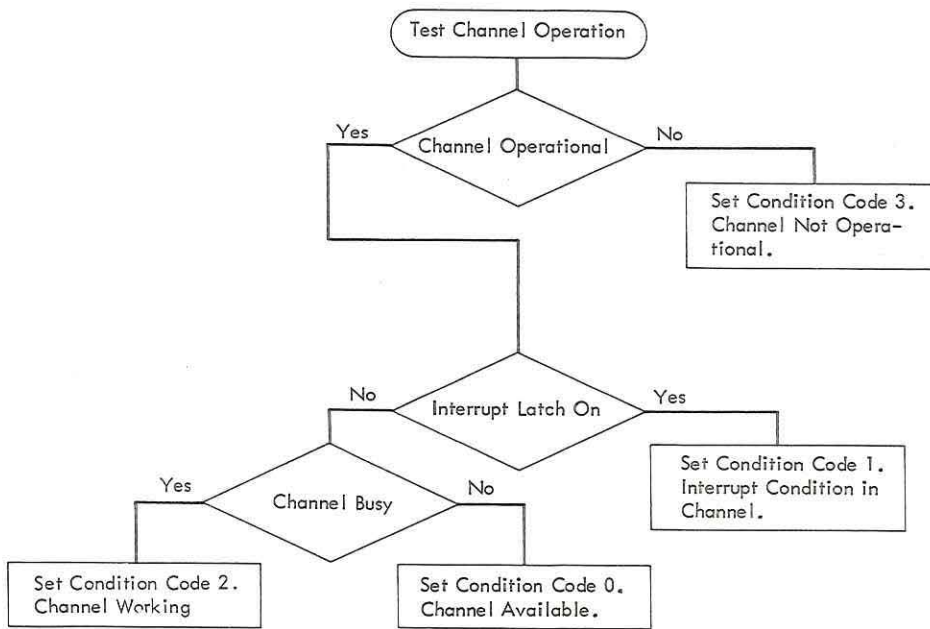 Test Channel Operation
Yes
Channel Operational
No
Set Condition Code 3.
Channel Not Opera-
tional.
No
Interrupt Latch On
Yes
Set Condition Code 1.
Interrupt Condition in
Channel.
Yes
Channel Busy
No
Set Condition Code 2.
Channel Working
Set Condition Code 0.
Channel Available.